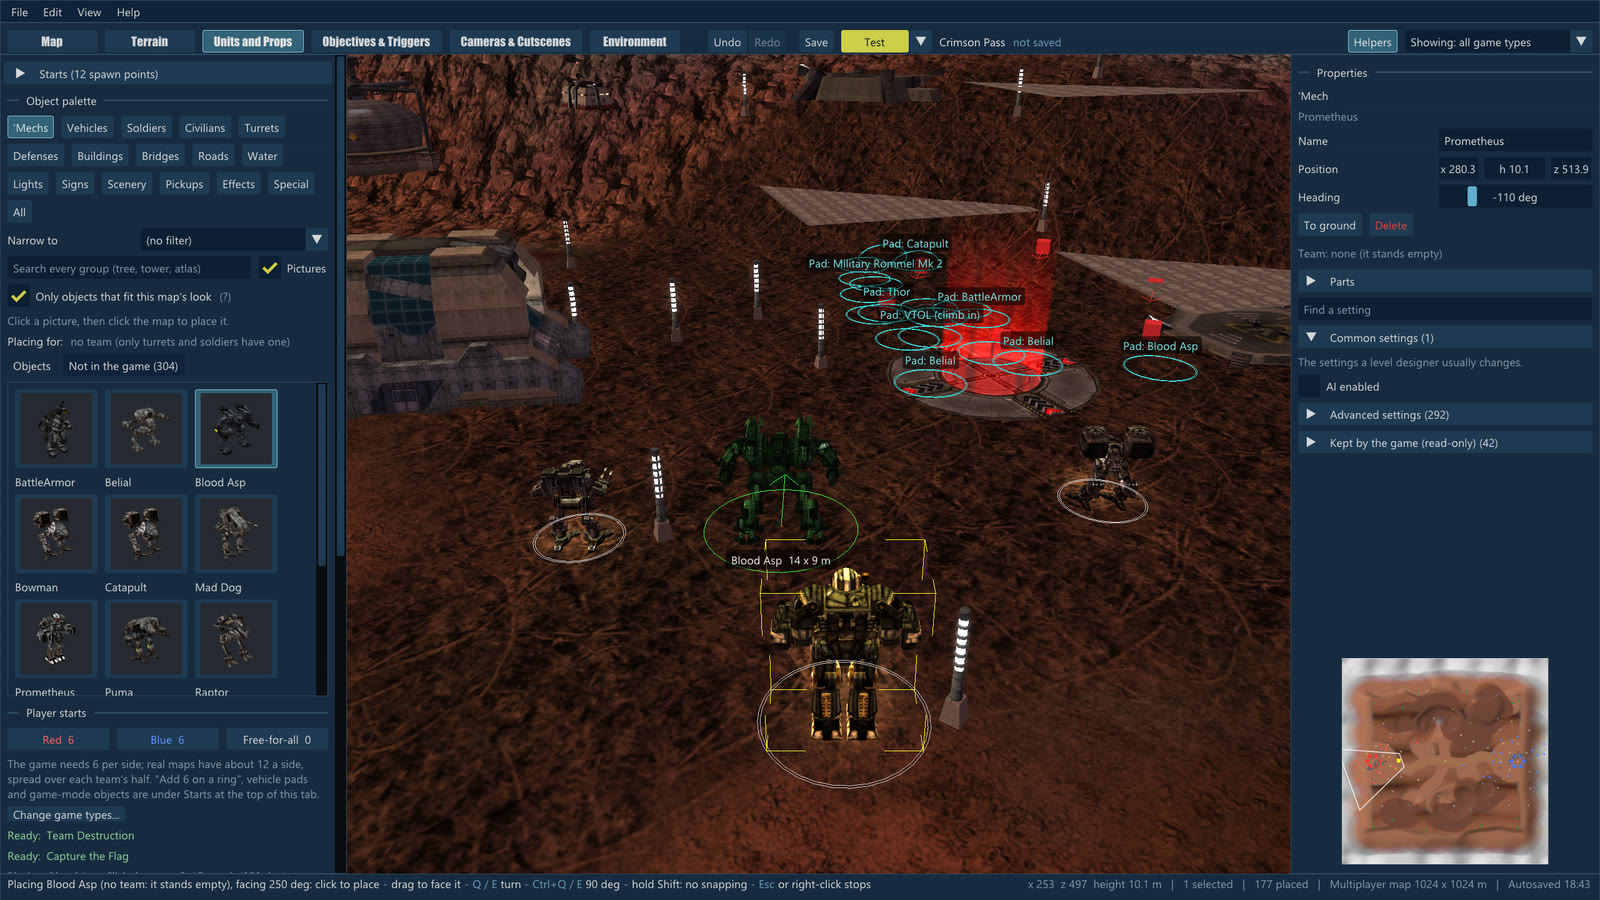 File Edit View Help
Map Terrain Units and Props Objectives & Triggers Cameras & Cutscenes Environment Undo Redo Save Test Crimson Pass not saved Helpers Showing: all game types
Starts (12 spawn points)
Object palette
'Mechs Vehicles Soldiers Civilians Turrets
Defenses Buildings Bridges Roads Water
Lights Signs Scenery Pickups Effects Special
All
Narrow to (no filter)
Search every group (tree, tower, atlas) Pictures
Only objects that fit this map's look (?)
Click a picture, then click the map to place it.
Placing for: no team (only turrets and soldiers have one)
Objects Not in the game (304)
BattleArmor Belial Blood Asp
Bowman Catapult Mad Dog
Prometheus Puma Raptor
Player starts
Red 6 Blue 6 Free-for-all 0
The game needs 6 per side; real maps have about 12 a side,
spread over each team's half. "Add 6 on a ring", vehicle pads
and game-mode objects are under Starts at the top of this tab.
Change game types...
Ready: Team Destruction
Ready: Capture the Flag
Pad: Catapult
Pad: Military Rommel Mk 2
Pad: Thor
Pad: BattleArmor
Pad: VTOL (climb in)
Pad: Belial
Pad: Belial
Pad: Blood Asp
Blood Asp 14 x 9 m
Properties
'Mech
Prometheus
Name Prometheus
Position x 280.3 h 10.1 z 513.9
Heading -110 deg
To ground Delete
Team: none (it stands empty)
Parts
Find a setting
Common settings (1)
The settings a level designer usually changes.
AI enabled
Advanced settings (292)
Kept by the game (read-only) (42)
Placing Blood Asp (no team: it stands empty), facing 250 deg: click to place - drag to face it - Q / E turn - Ctrl+Q / E 90 deg - hold Shift: no snapping - Esc or right-click stops
x 253 z 497 height 10.1 m | 1 selected | 177 placed | Multiplayer map 1024 x 1024 m | Autosaved 18:43